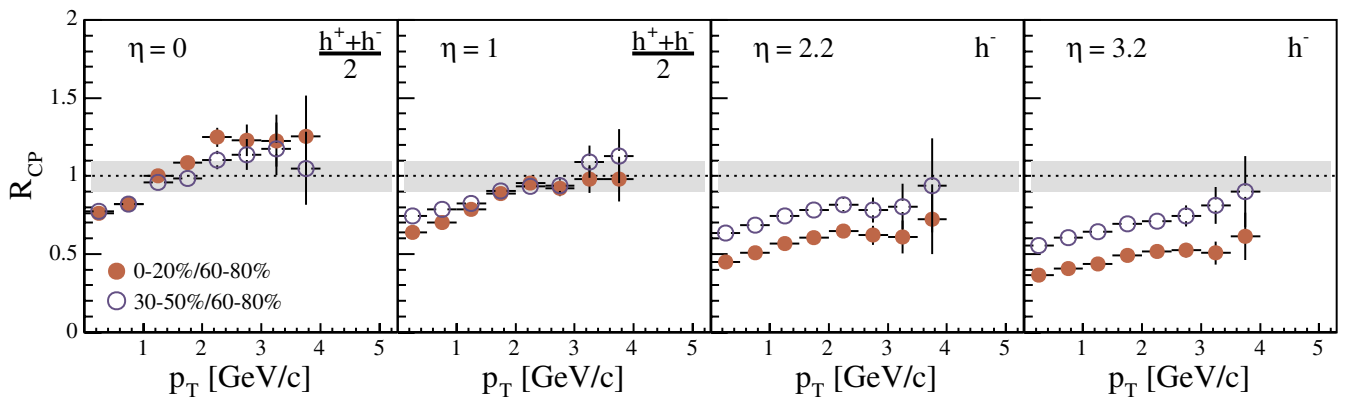 2
1.5
1
0.5
0
R_CP
η = 0
h⁺+h⁻
2
0-20%/60-80%
30-50%/60-80%
1 2 3 4 5
p_T [GeV/c]
η = 1
h⁺+h⁻
2
1 2 3 4 5
p_T [GeV/c]
η = 2.2
h⁻
1 2 3 4 5
p_T [GeV/c]
η = 3.2
h⁻
1 2 3 4 5
p_T [GeV/c]